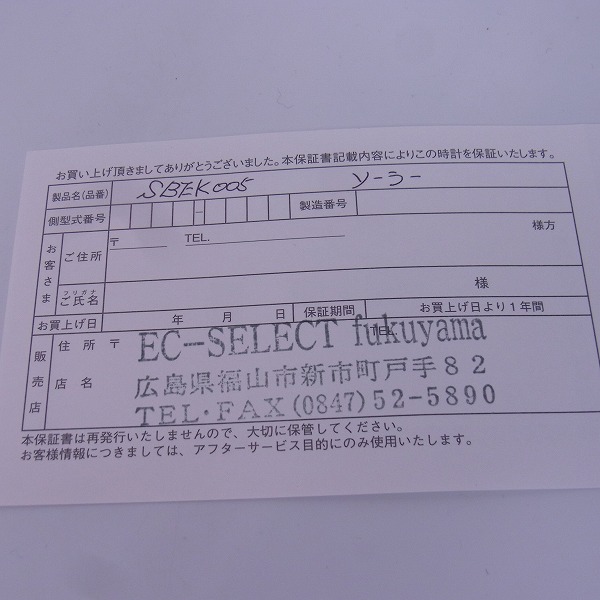 お買い上げ頂きましてありがとうございました。本保証書記載内容によりこの時計を保証いたします。
製品名(品番) SBEK005 ソーラー
側型式番号 - 製造番号
お客さま ご住所 〒 TEL. 様方
フリガナ
ご氏名 様
お買上げ日 年 月 日 保証期間 お買上げ日より1年間
販売店 住所 〒 TEL.
EC-SELECT fukuyama
店名 広島県福山市新市町戸手82
TEL・FAX(0847)52-5890
本保証書は再発行いたしませんので、大切に保管してください。
お客様情報につきましては、アフターサービス目的にのみ使用いたします。